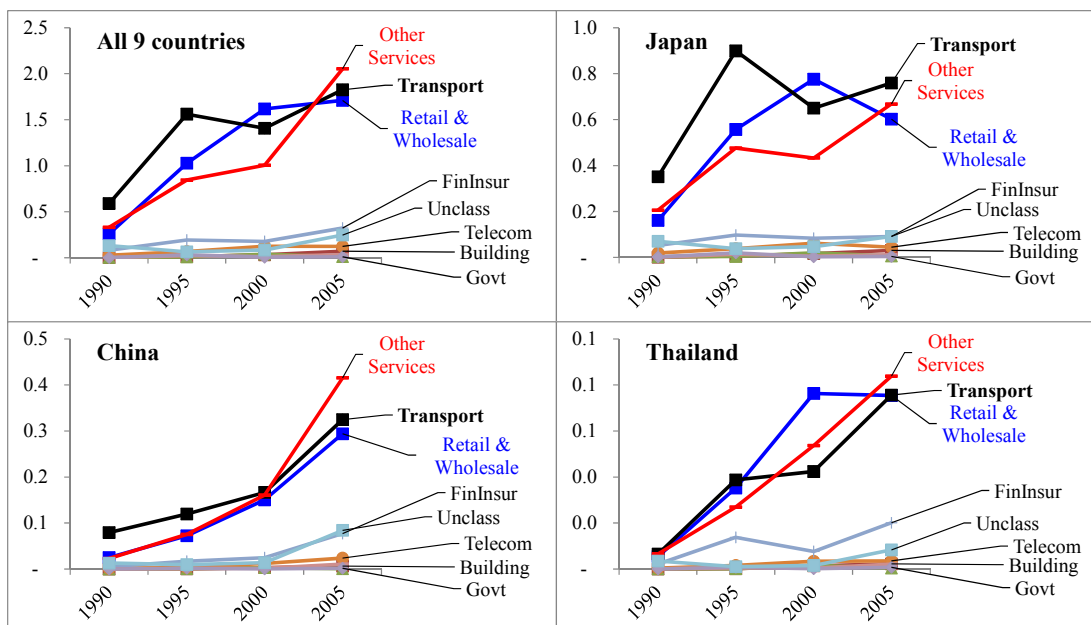 All 9 countries
2.5
2.0
1.5
1.0
0.5
-
1990
1995
2000
2005
Other
Services
Transport
Retail &
Wholesale
FinInsur
Unclass
Telecom
Building
Govt
Japan
1.0
0.8
0.6
0.4
0.2
-
1990
1995
2000
2005
Transport
Other
Services
Retail &
Wholesale
FinInsur
Unclass
Telecom
Building
Govt
China
0.5
0.4
0.3
0.2
0.1
-
1990
1995
2000
2005
Other
Services
Transport
Retail &
Wholesale
FinInsur
Unclass
Telecom
Building
Govt
Thailand
0.1
0.1
0.1
0.0
0.0
-
1990
1995
2000
2005
Other
Services
Transport
Retail &
Wholesale
FinInsur
Unclass
Telecom
Building
Govt